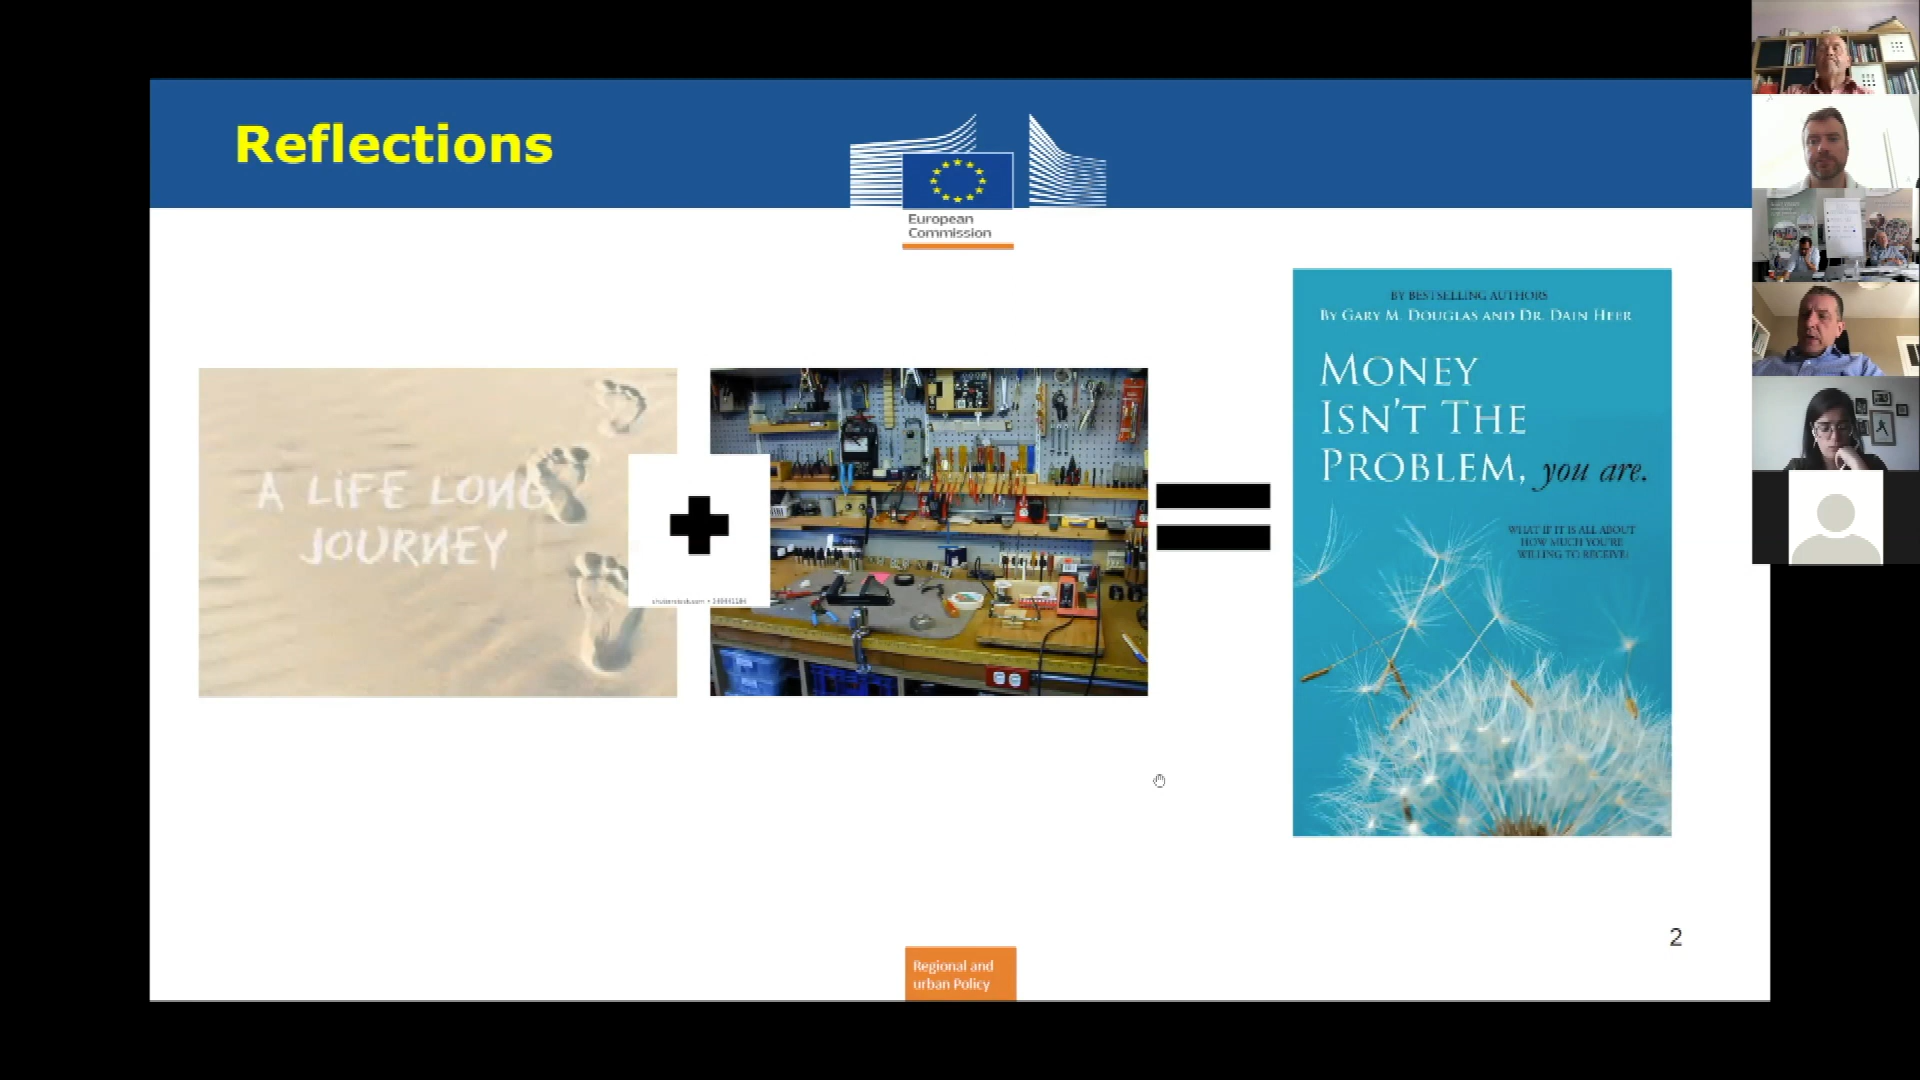 Reflections
European
Commission
A LiFE LONG
JOURNEY
shutterstock.com •
BY BESTSELLING AUTHORS
BY GARY M. DOUGLAS AND DR. DAIN HEER
MONEY
ISN'T THE
PROBLEM, you are.
WHAT IF IT IS ALL ABOUT
HOW MUCH YOU'RE
WILLING TO RECEIVE?
2
Regional and
urban Policy